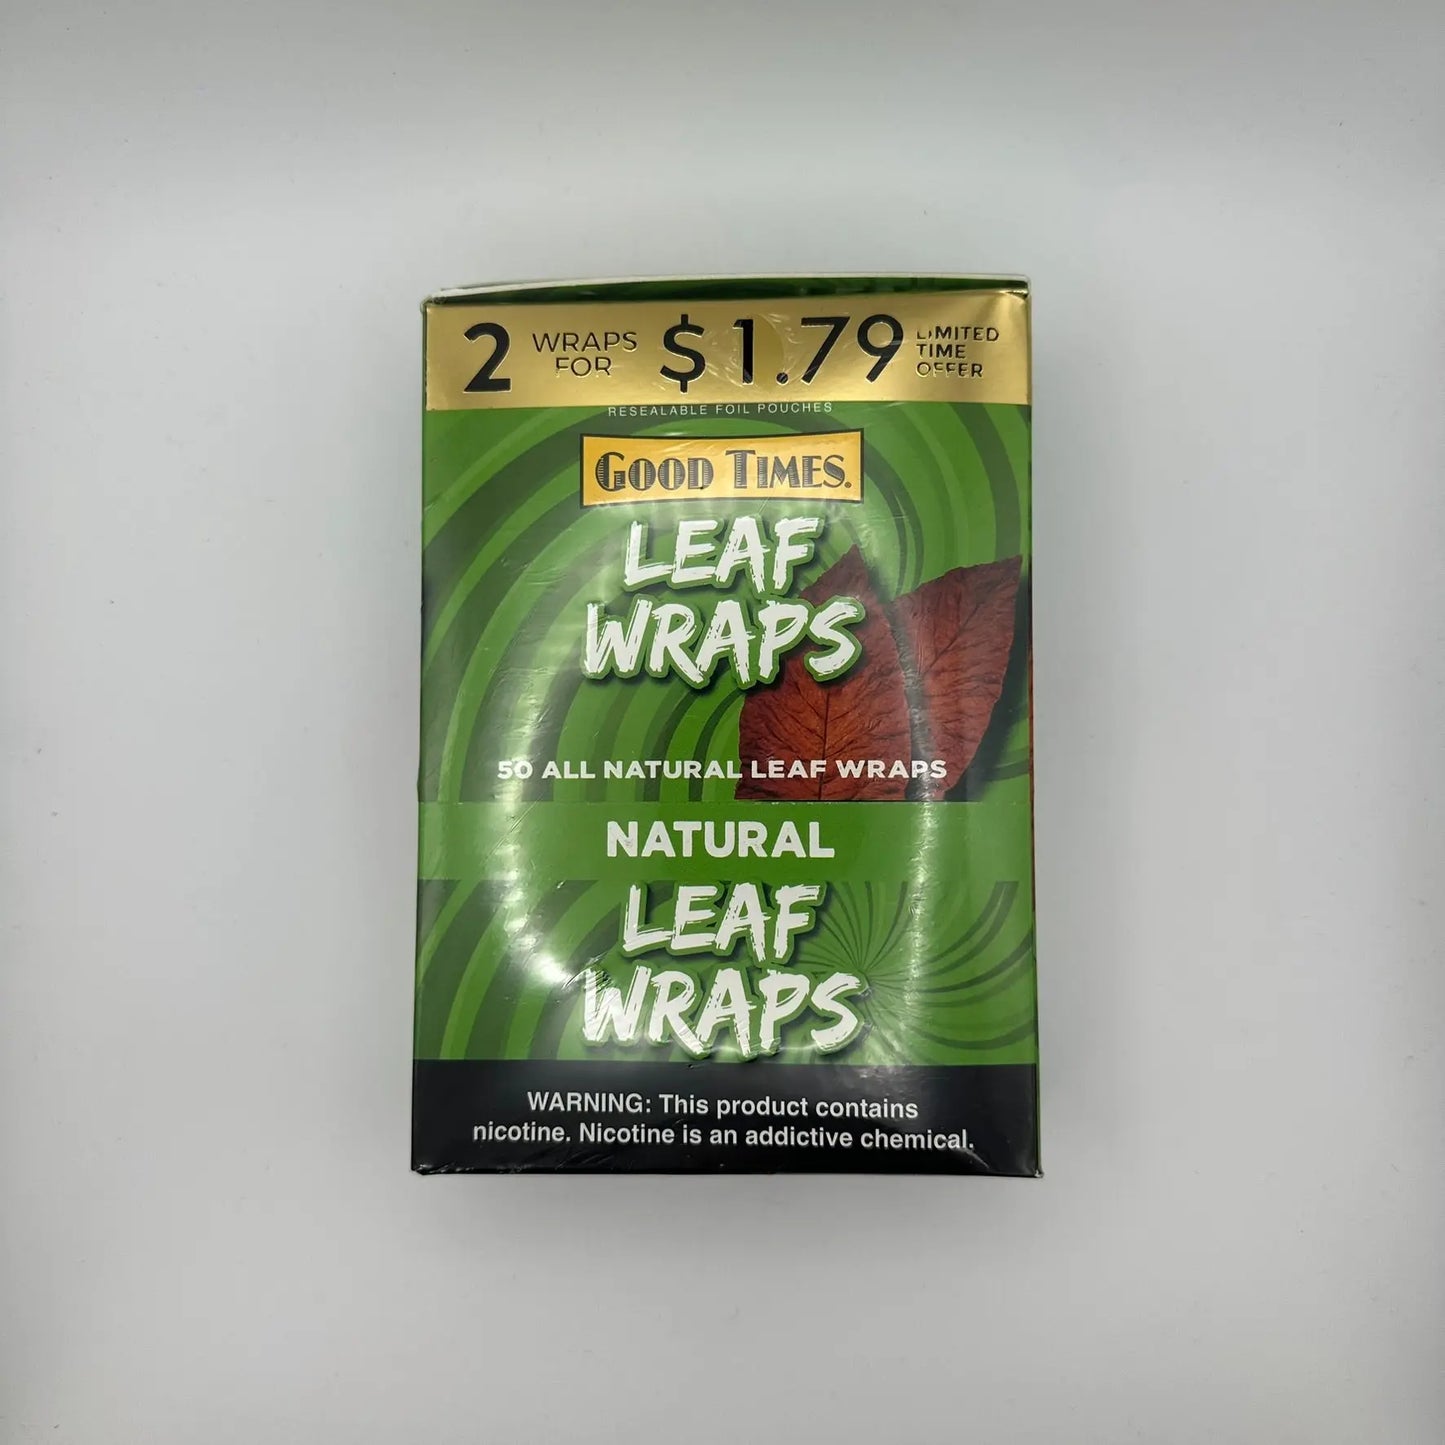 2 WRAPS FOR $1.79 LIMITED TIME OFFER
RESEALABLE FOIL POUCHES
GOOD TIMES.
LEAF
WRAPS
50 ALL NATURAL LEAF WRAPS
NATURAL
LEAF
WRAPS
WARNING: This product contains
nicotine. Nicotine is an addictive chemical.